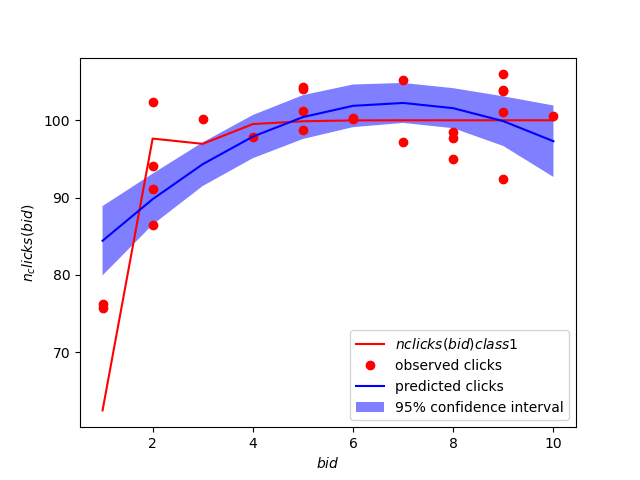 100
90
80
70
n_clicks(bid)
2
4
6
8
10
bid
nclicks(bid)class1
observed clicks
predicted clicks
95% confidence interval